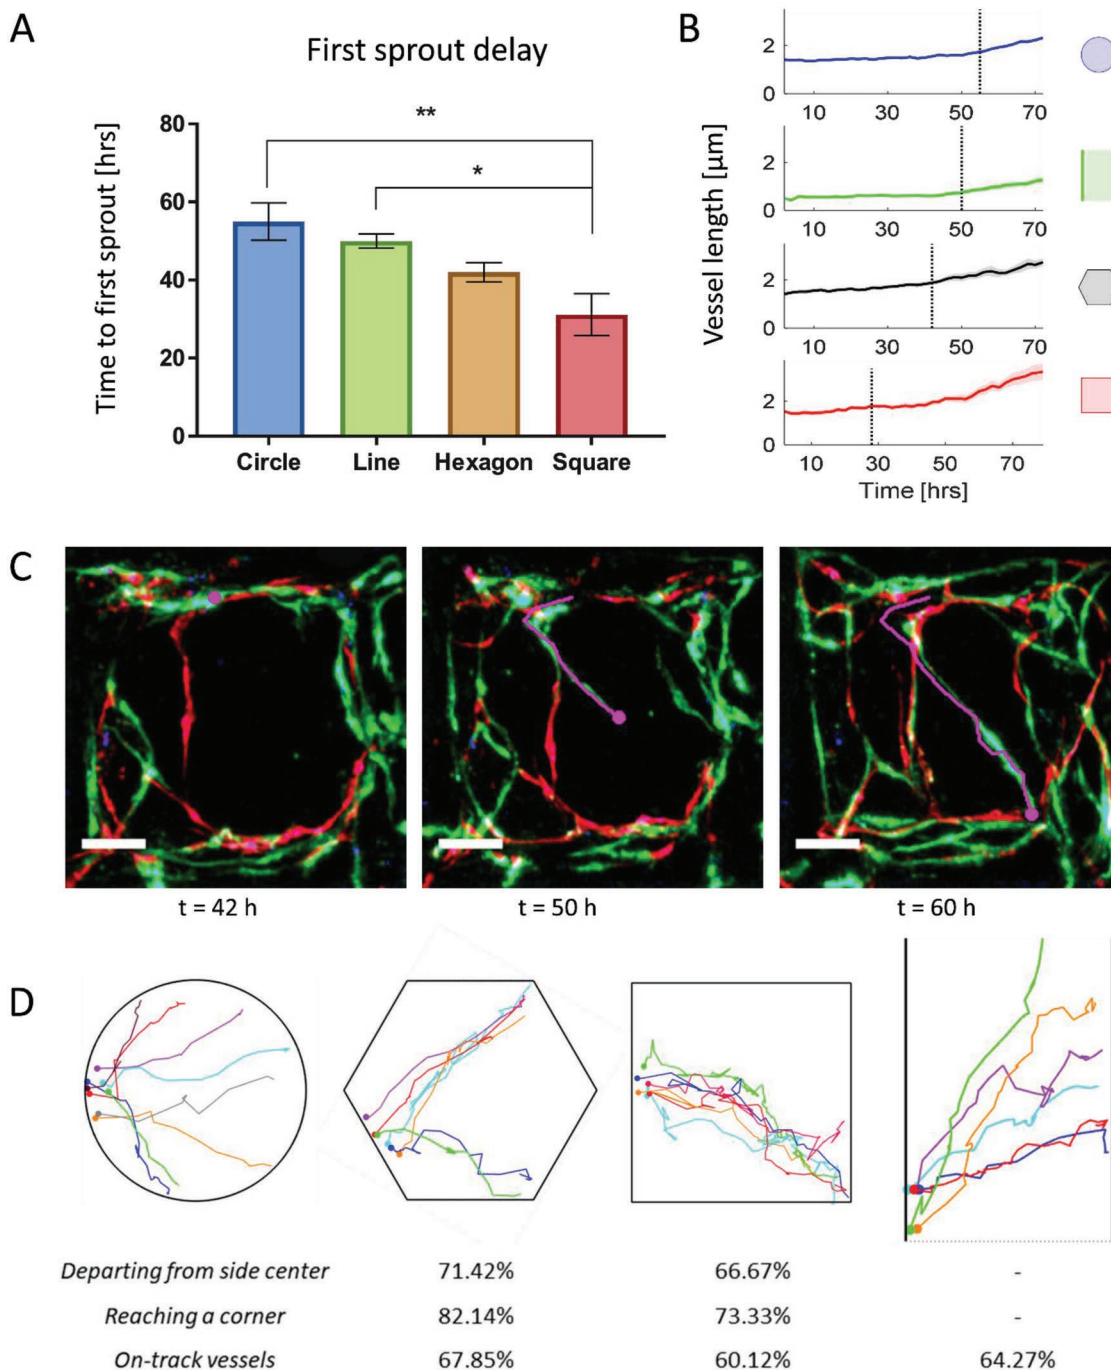 A
First sprout delay
Time to first sprout [hrs]
80
60
40
20
0
**
*
Circle Line Hexagon Square
B
Vessel length [μm]
2
0
10 30 50 70
2
0
10 30 50 70
2
0
10 30 50 70
2
0
10 30 50 70
Time [hrs]
C
t = 42 h t = 50 h t = 60 h
D
Departing from side center 71.42% 66.67% -
Reaching a corner 82.14% 73.33% -
On-track vessels 67.85% 60.12% 64.27%